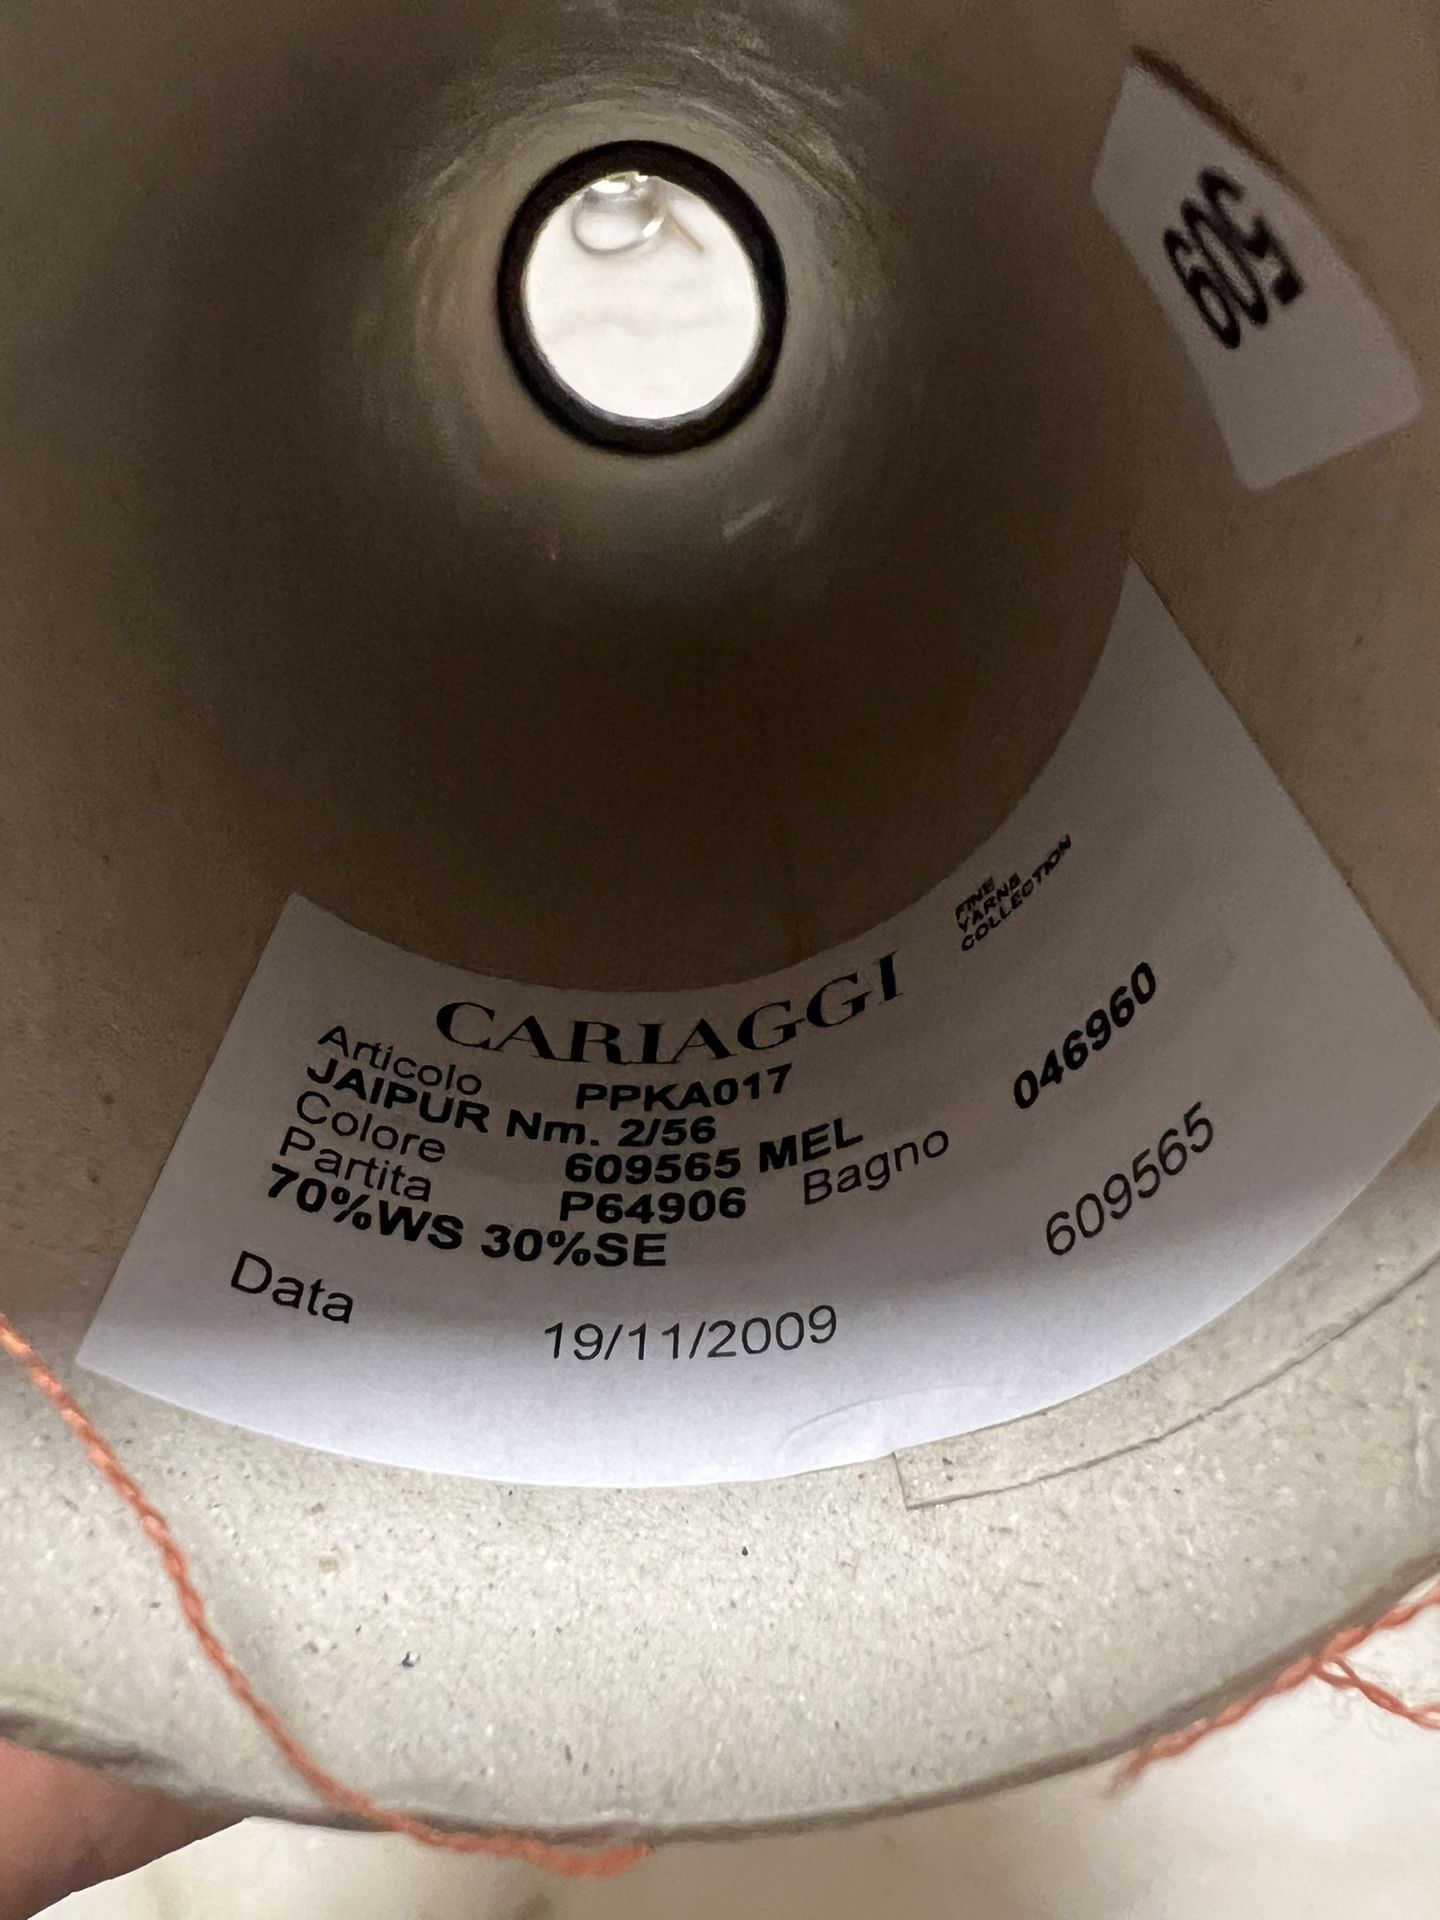 509
CARIAGGI
FINE
YARNS
COLLECTION
Articolo PPKA017
JAIPUR Nm. 2/56
Colore 609565 MEL
Partita P64906 Bagno 046960
70%WS 30%SE
609565
Data 19/11/2009